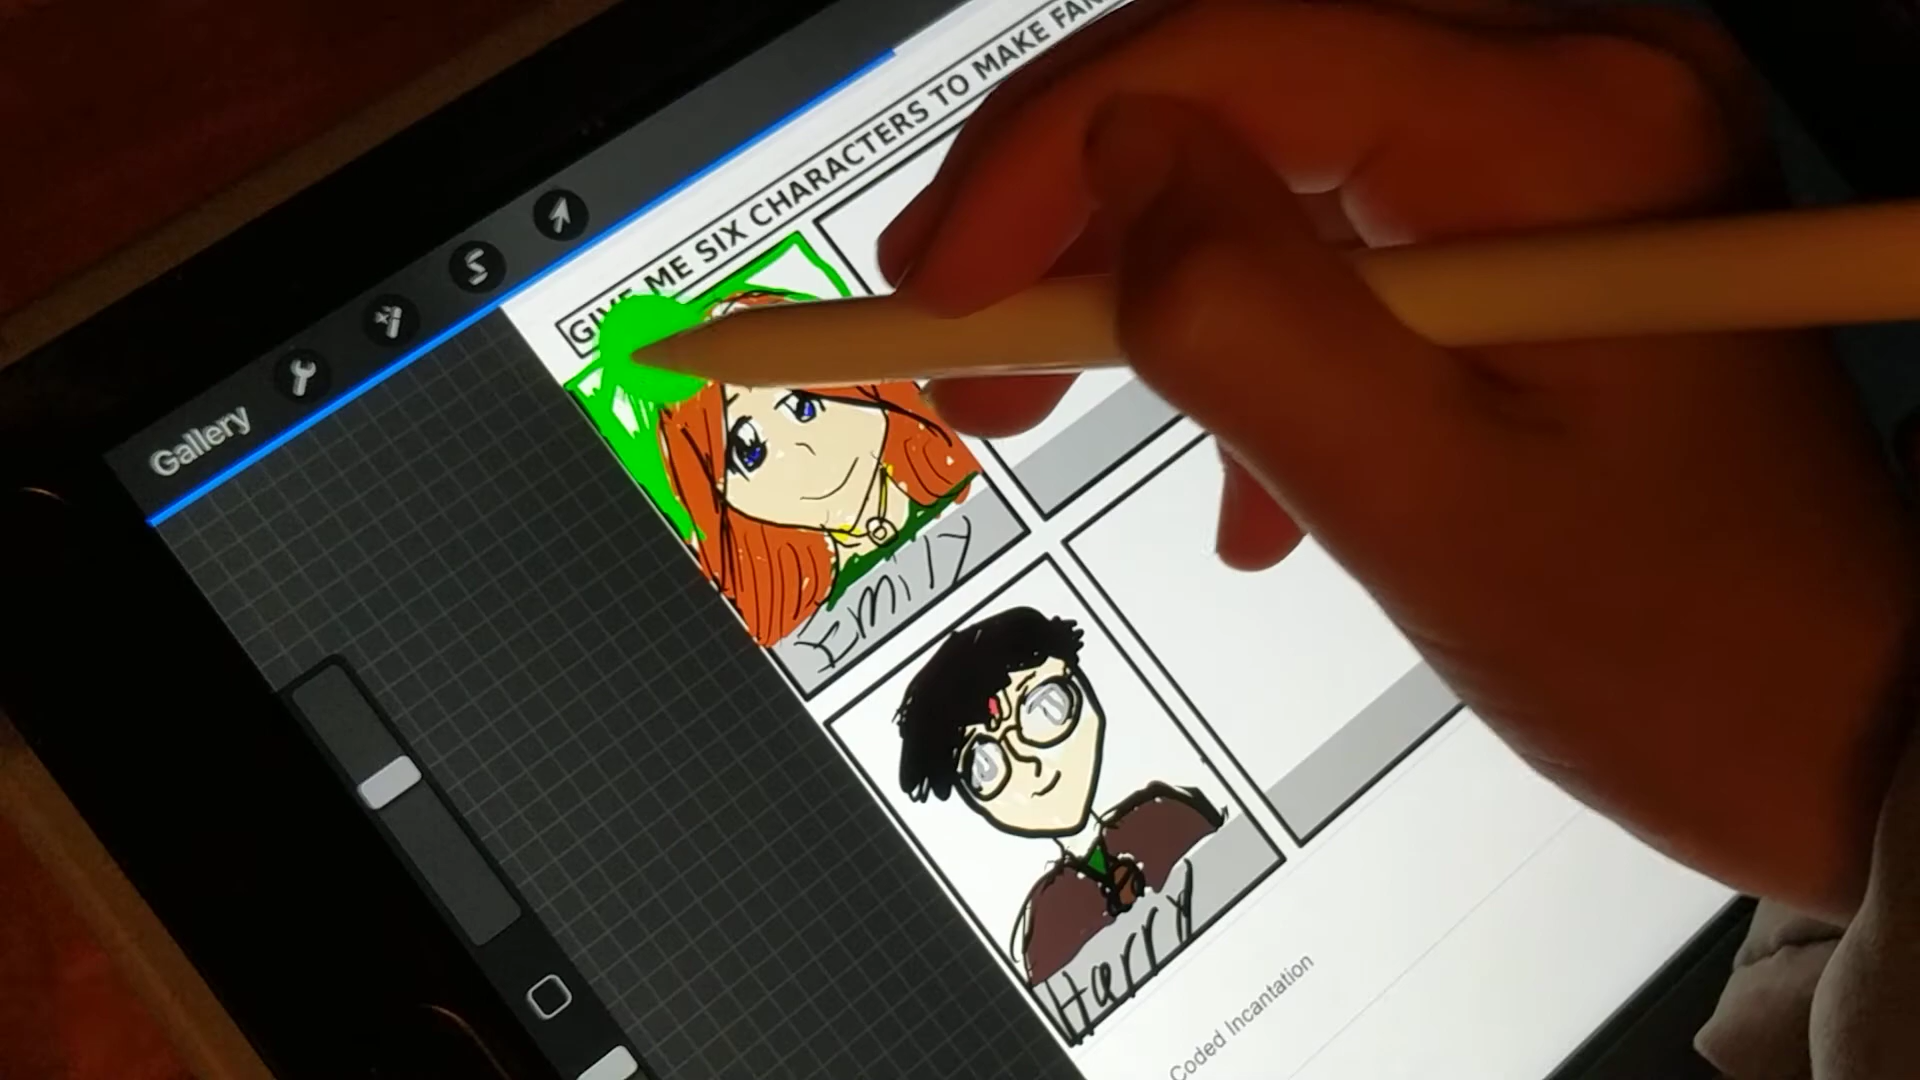 Gallery
GIVE ME SIX CHARACTERS TO MAKE FAN
Emily
Harry
Coded Incantation